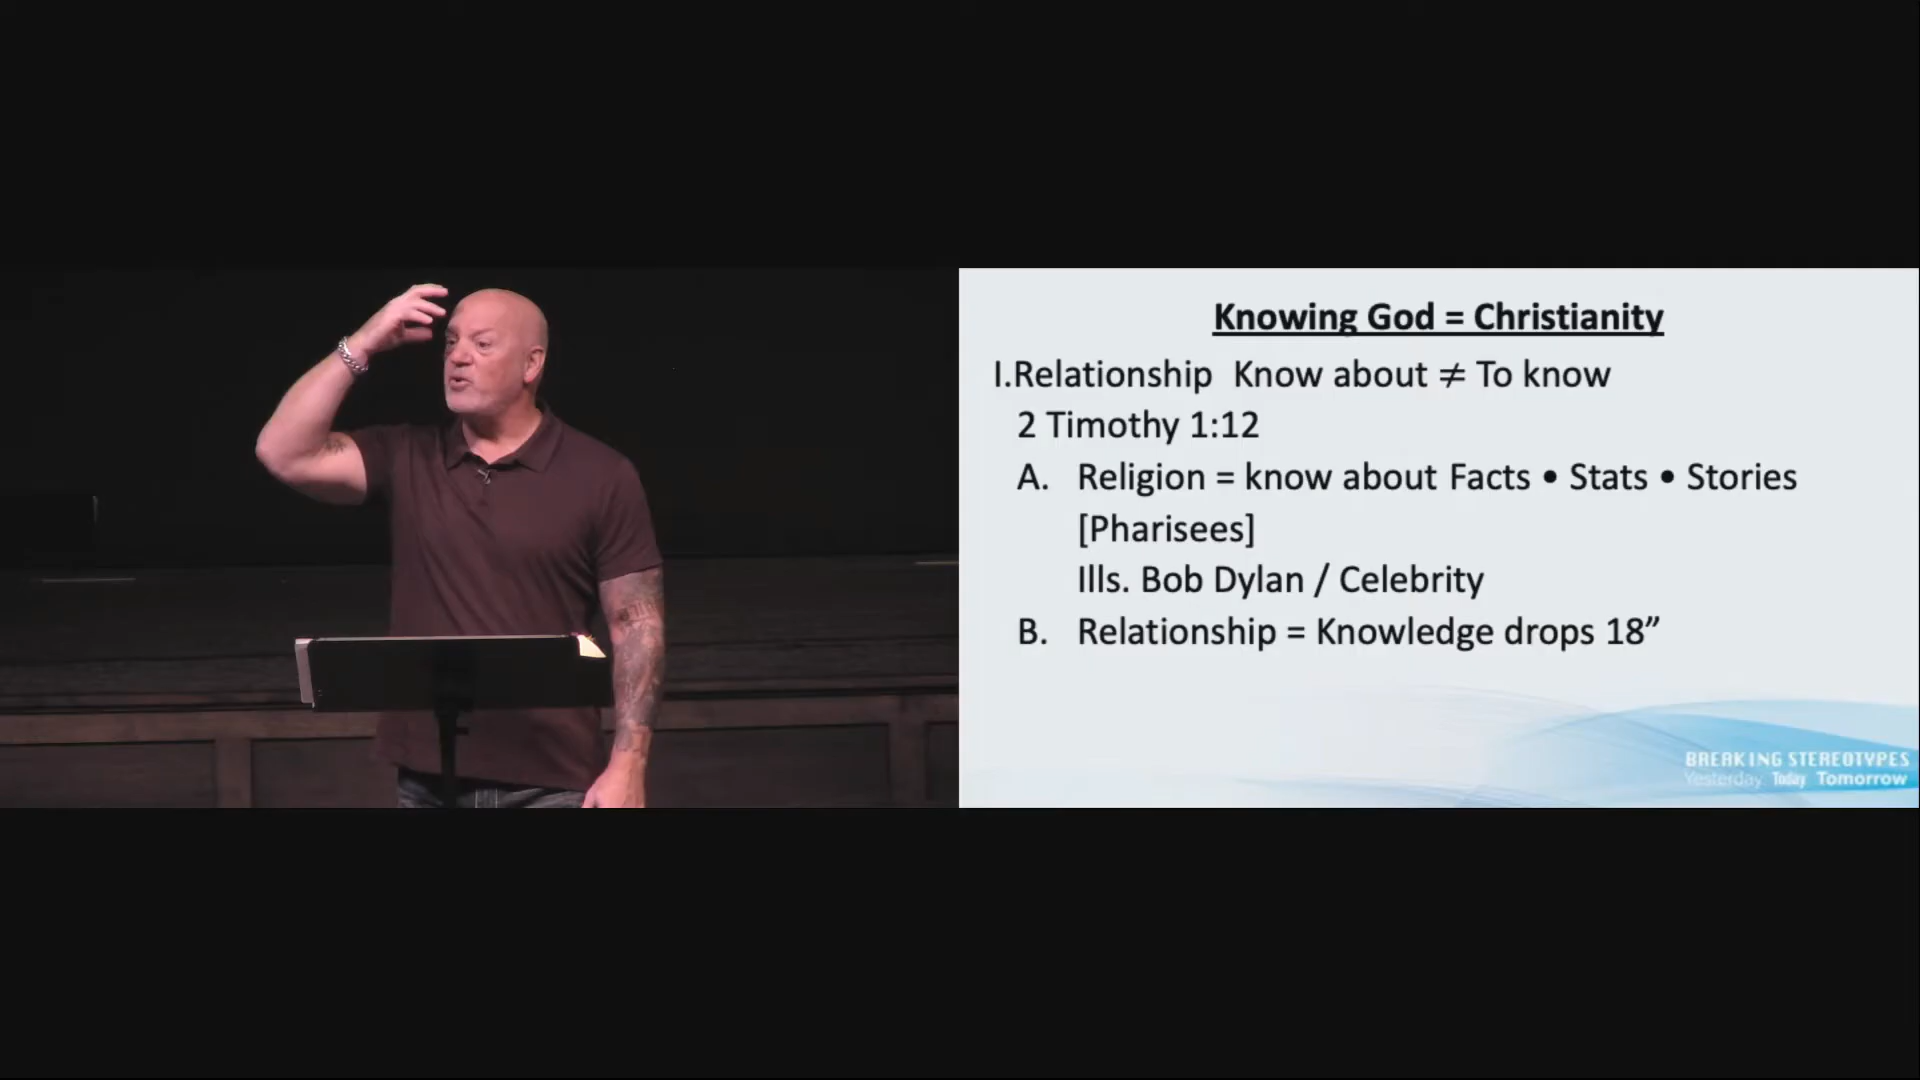 Knowing God = Christianity
I.Relationship  Know about ≠ To know
2 Timothy 1:12
A. Religion = know about Facts • Stats • Stories
[Pharisees]
Ills. Bob Dylan / Celebrity
B. Relationship = Knowledge drops 18”
BREAKING STEREOTYPES
Yesterday Today Tomorrow